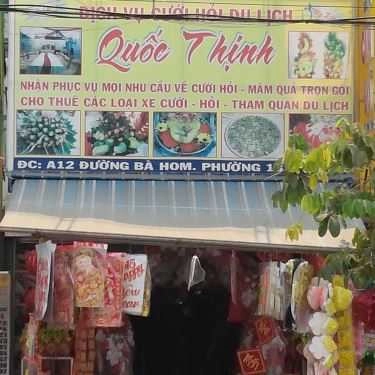 DỊCH VỤ CƯỚI HỎI DU LỊCH
Quốc Thịnh
NHẬN PHỤC VỤ MỌI NHU CẦU VỀ CƯỚI HỎI - MÂM QUẢ TRỌN GÓI
CHO THUÊ CÁC LOẠI XE CƯỚI - HỎI - THAM QUAN DU LỊCH
ĐC: A12 ĐƯỜNG BÀ HOM. PHƯỜNG 1